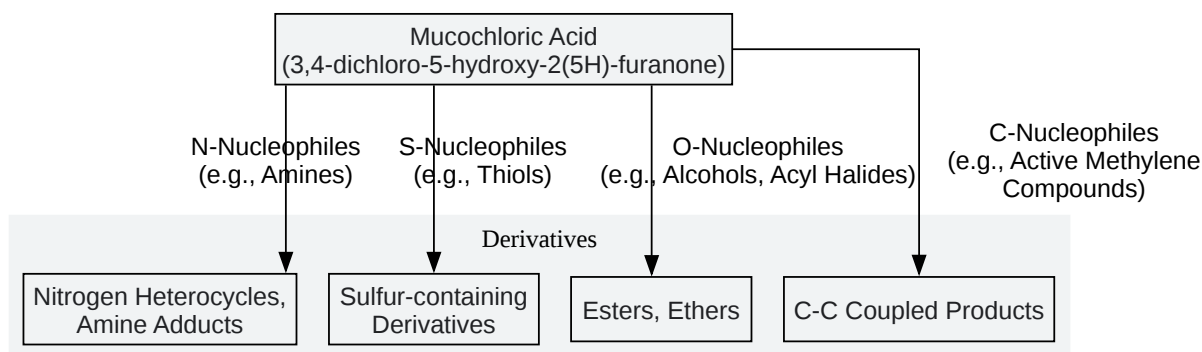 Mucochloric Acid
(3,4-dichloro-5-hydroxy-2(5H)-furanone)
N-Nucleophiles
(e.g., Amines)
S-Nucleophiles
(e.g., Thiols)
O-Nucleophiles
(e.g., Alcohols, Acyl Halides)
C-Nucleophiles
(e.g., Active Methylene
Compounds)
Derivatives
Nitrogen Heterocycles,
Amine Adducts
Sulfur-containing
Derivatives
Esters, Ethers
C-C Coupled Products